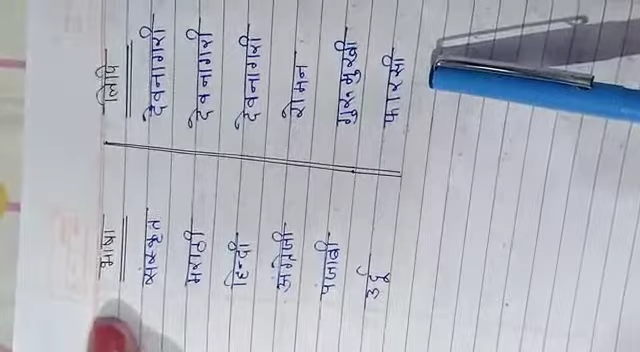 भाषा लिपि
संस्कृत देवनागरी
मराठी देवनागरी
हिन्दी देवनागरी
अंग्रेजी रोमन
पंजाबी गुरुमुखी
उर्दू फारसी